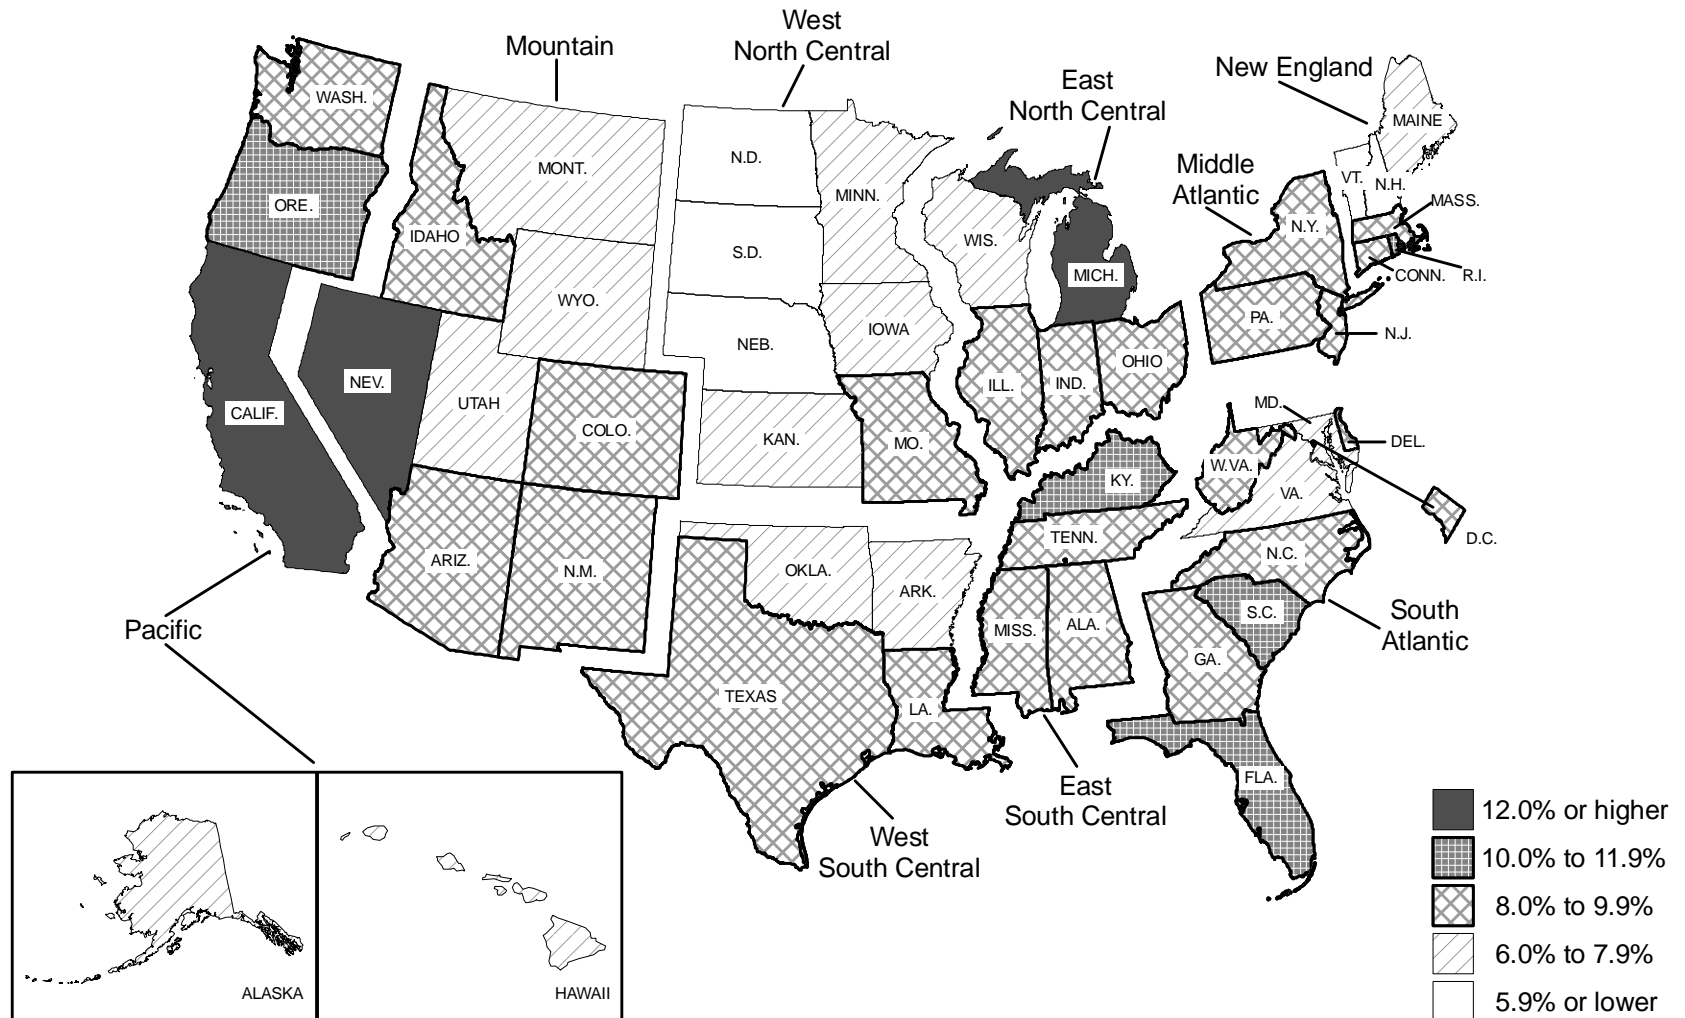 West
North Central
Mountain
East
North Central
New England
Middle
Atlantic
WASH.
MONT.
N.D.
MINN.
MAINE
VT.
N.H.
MASS.
ORE.
IDAHO
WIS.
N.Y.
S.D.
MICH.
CONN.
R.I.
WYO.
IOWA
PA.
N.J.
NEB.
OHIO
NEV.
ILL.
IND.
UTAH
CALIF.
COLO.
KAN.
MO.
MD.
DEL.
W.VA.
KY.
VA.
D.C.
TENN.
N.C.
ARIZ.
N.M.
OKLA.
ARK.
S.C.
South
Atlantic
Pacific
MISS.
ALA.
GA.
TEXAS
LA.
FLA.
East
South Central
West
South Central
ALASKA
HAWAII
12.0% or higher
10.0% to 11.9%
8.0% to 9.9%
6.0% to 7.9%
5.9% or lower